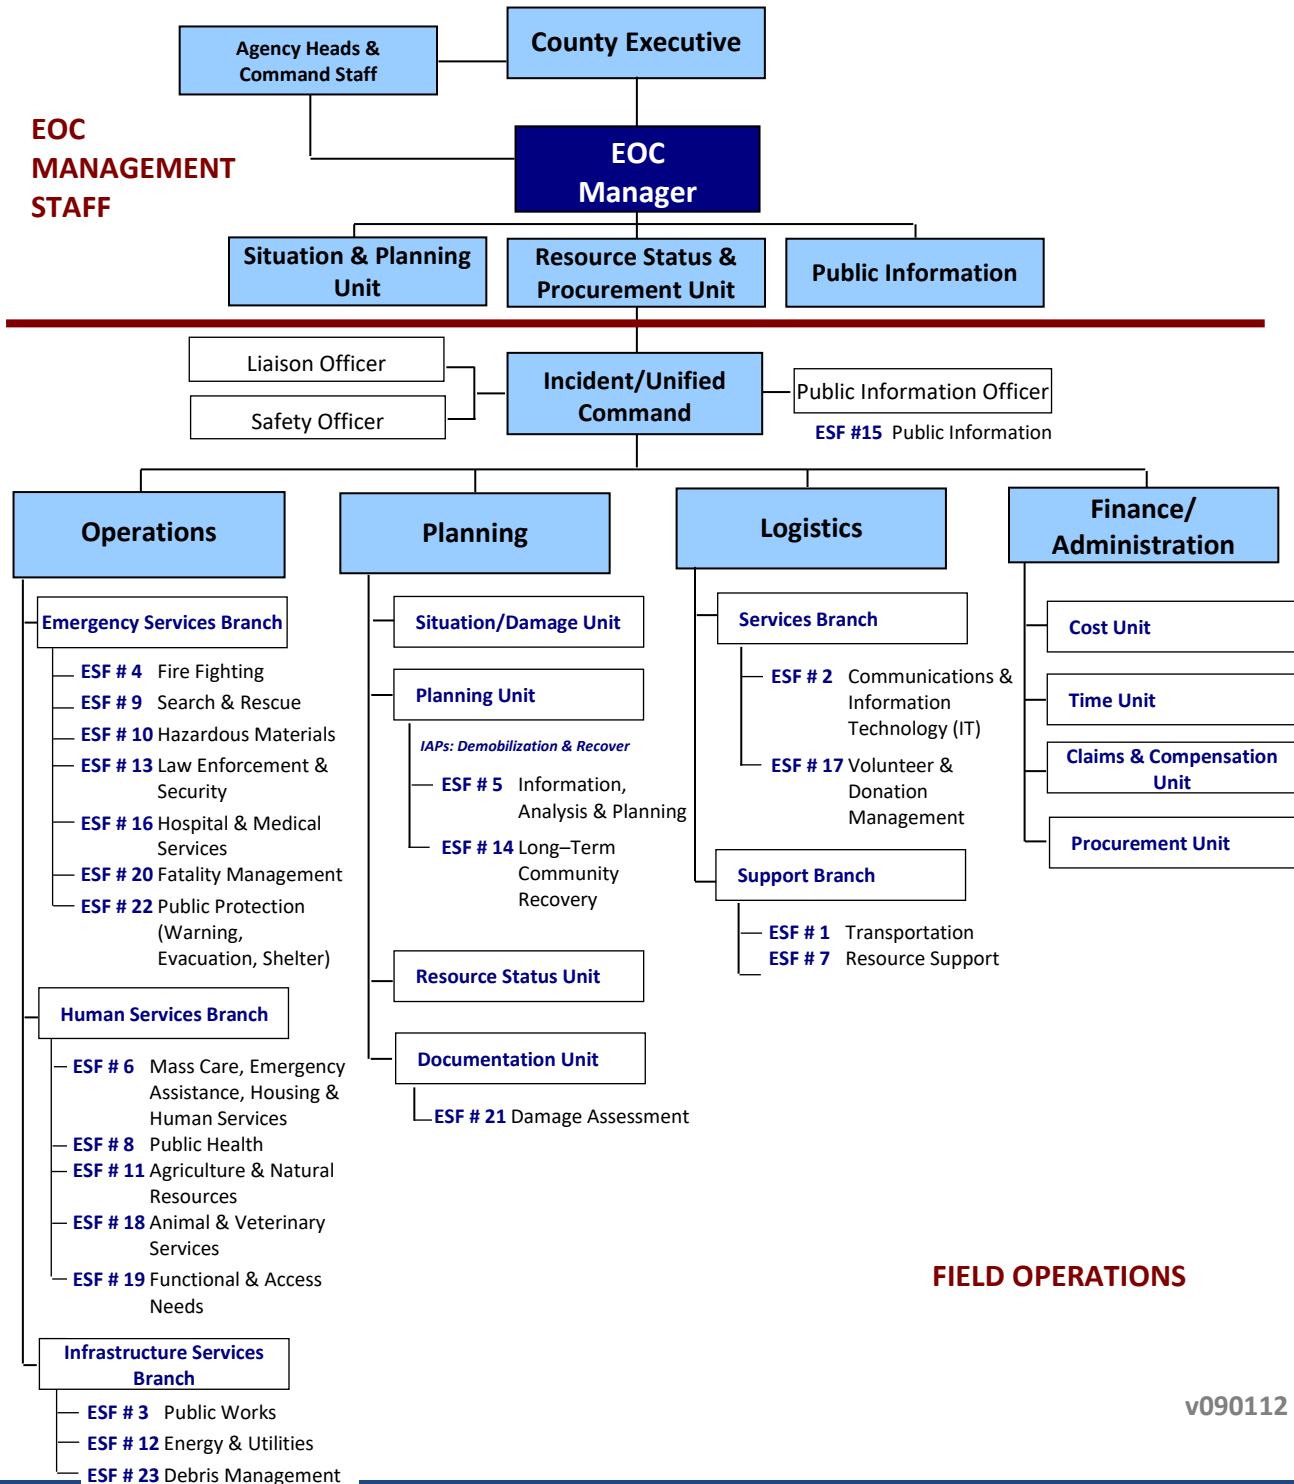 Agency Heads &
Command Staff
County Executive
EOC
MANAGEMENT
STAFF
EOC
Manager
Situation & Planning
Unit
Resource Status &
Procurement Unit
Public Information
Liaison Officer
Safety Officer
Incident/Unified
Command
Public Information Officer
ESF #15 Public Information
Operations
Emergency Services Branch
ESF # 4 Fire Fighting
ESF # 9 Search & Rescue
ESF # 10 Hazardous Materials
ESF # 13 Law Enforcement &
Security
ESF # 16 Hospital & Medical
Services
ESF # 20 Fatality Management
ESF # 22 Public Protection
(Warning,
Evacuation, Shelter)
Human Services Branch
ESF # 6 Mass Care, Emergency
Assistance, Housing &
Human Services
ESF # 8 Public Health
ESF # 11 Agriculture & Natural
Resources
ESF # 18 Animal & Veterinary
Services
ESF # 19 Functional & Access
Needs
Infrastructure Services
Branch
ESF # 3 Public Works
ESF # 12 Energy & Utilities
ESF # 23 Debris Management
Planning
Situation/Damage Unit
Planning Unit
IAPs: Demobilization & Recover
ESF # 5 Information,
Analysis & Planning
ESF # 14 Long–Term
Community
Recovery
Resource Status Unit
Documentation Unit
ESF # 21 Damage Assessment
Logistics
Services Branch
ESF # 2 Communications &
Information
Technology (IT)
ESF # 17 Volunteer &
Donation
Management
Support Branch
ESF # 1 Transportation
ESF # 7 Resource Support
Finance/
Administration
Cost Unit
Time Unit
Claims & Compensation
Unit
Procurement Unit
FIELD OPERATIONS
v090112